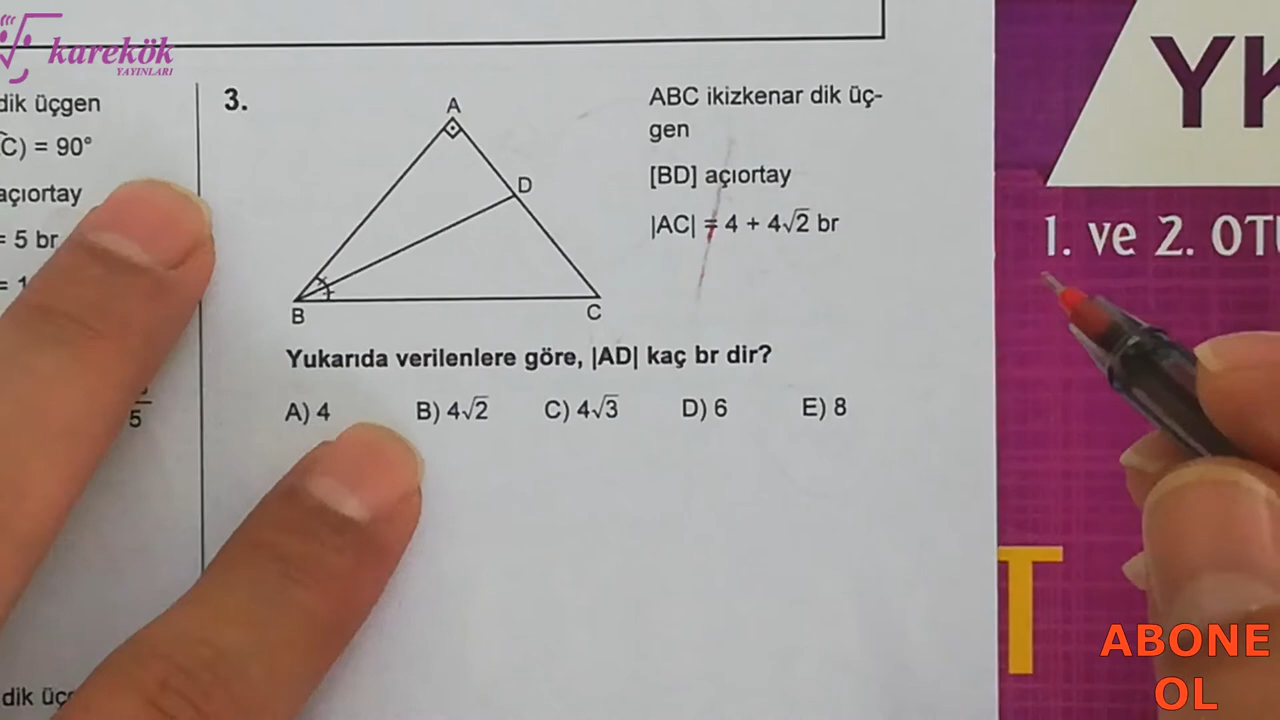 karekök
YAYINLARI
dik üçgen
C) = 90°
açıortay
= 5 br
= 1
5
dik üç
3.
A
D
B
C
ABC ikizkenar dik üç-
gen
[BD] açıortay
|AC| = 4 + 4√2 br
Yukarıda verilenlere göre, |AD| kaç br dir?
A) 4 B) 4√2 C) 4√3 D) 6 E) 8
YK
1. ve 2. OTU
T
ABONE
OL